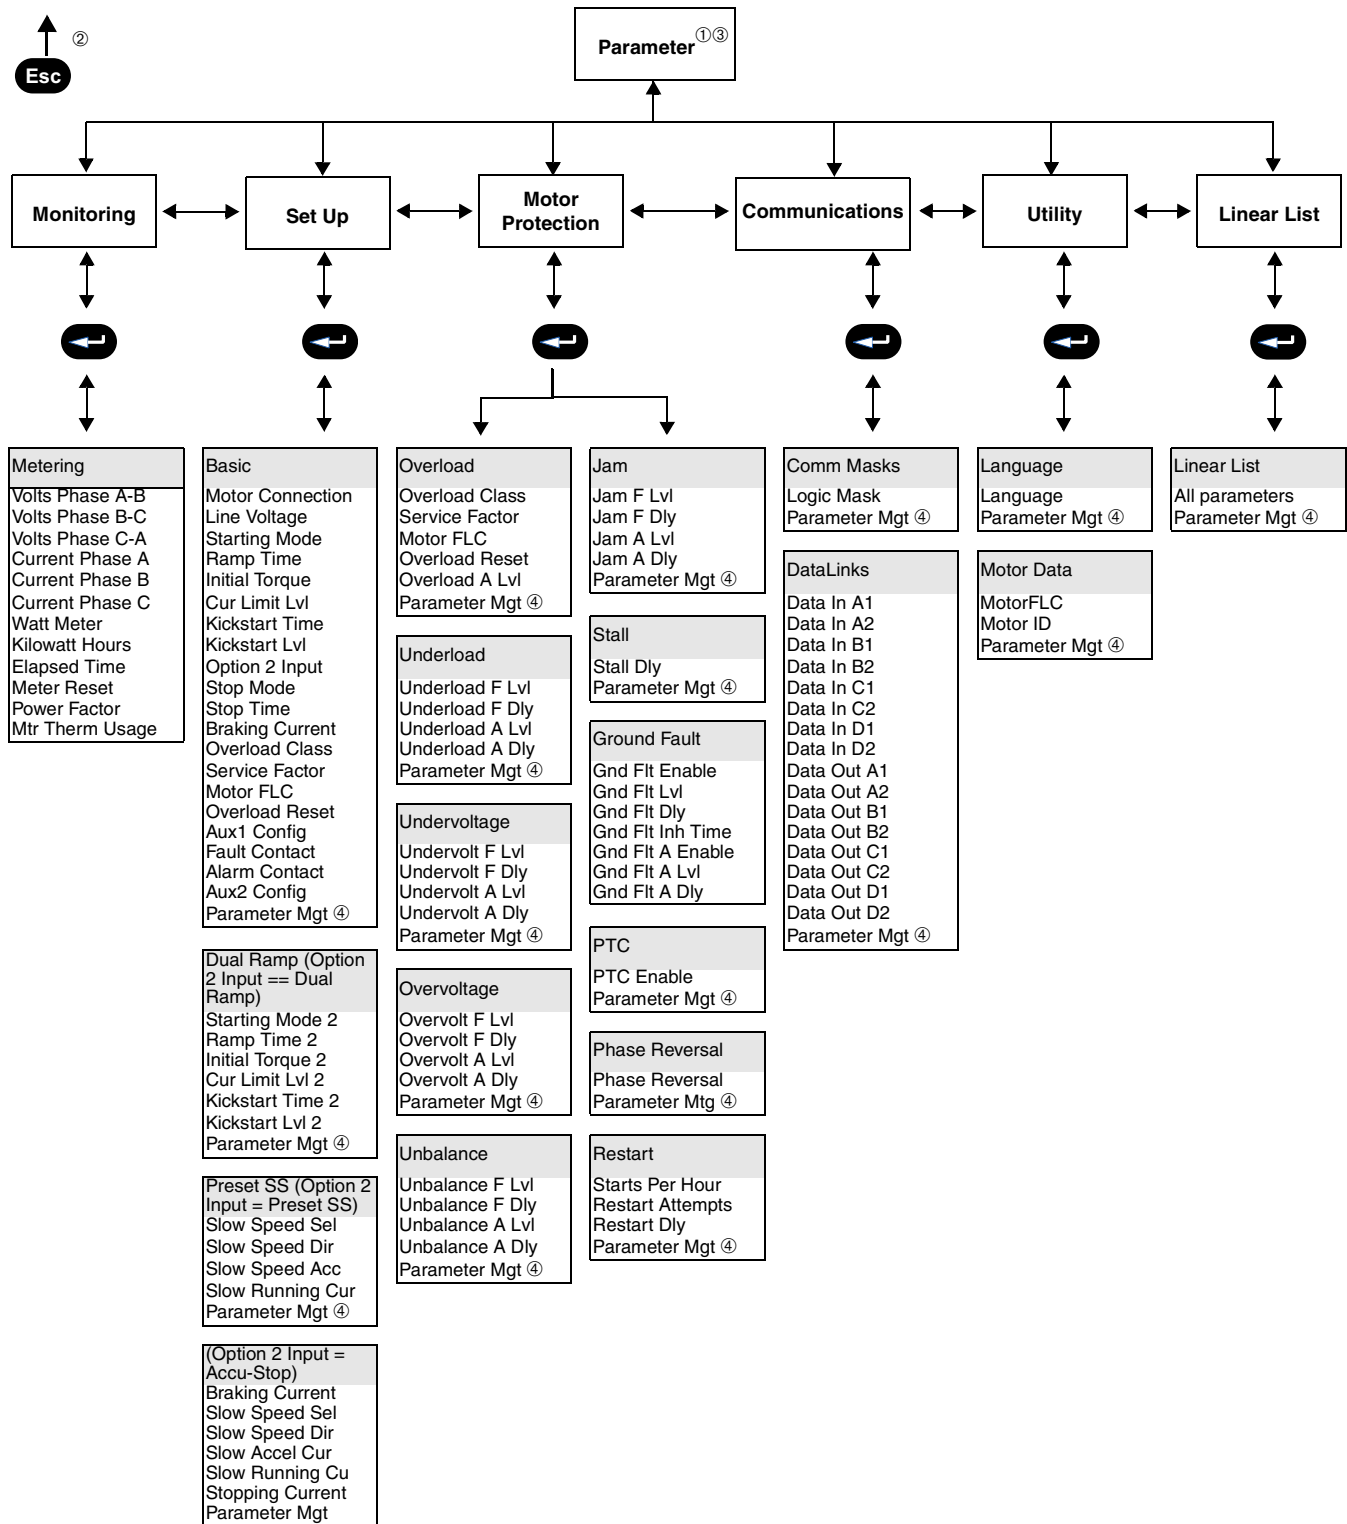 ②
Esc
Parameter①③
Monitoring
Set Up
Motor
Protection
Communications
Utility
Linear List
Metering
Volts Phase A-B
Volts Phase B-C
Volts Phase C-A
Current Phase A
Current Phase B
Current Phase C
Watt Meter
Kilowatt Hours
Elapsed Time
Meter Reset
Power Factor
Mtr Therm Usage
Basic
Motor Connection
Line Voltage
Starting Mode
Ramp Time
Initial Torque
Cur Limit Lvl
Kickstart Time
Kickstart Lvl
Option 2 Input
Stop Mode
Stop Time
Braking Current
Overload Class
Service Factor
Motor FLC
Overload Reset
Aux1 Config
Fault Contact
Alarm Contact
Aux2 Config
Parameter Mgt ④
Dual Ramp (Option
2 Input == Dual
Ramp)
Starting Mode 2
Ramp Time 2
Initial Torque 2
Cur Limit Lvl 2
Kickstart Time 2
Kickstart Lvl 2
Parameter Mgt ④
Preset SS (Option 2
Input = Preset SS)
Slow Speed Sel
Slow Speed Dir
Slow Speed Acc
Slow Running Cur
Parameter Mgt ④
(Option 2 Input =
Accu-Stop)
Braking Current
Slow Speed Sel
Slow Speed Dir
Slow Accel Cur
Slow Running Cu
Stopping Current
Parameter Mgt
Overload
Overload Class
Service Factor
Motor FLC
Overload Reset
Overload A Lvl
Parameter Mgt ④
Underload
Underload F Lvl
Underload F Dly
Underload A Lvl
Underload A Dly
Parameter Mgt ④
Undervoltage
Undervolt F Lvl
Undervolt F Dly
Undervolt A Lvl
Undervolt A Dly
Parameter Mgt ④
Overvoltage
Overvolt F Lvl
Overvolt F Dly
Overvolt A Lvl
Overvolt A Dly
Parameter Mgt ④
Unbalance
Unbalance F Lvl
Unbalance F Dly
Unbalance A Lvl
Unbalance A Dly
Parameter Mgt ④
Jam
Jam F Lvl
Jam F Dly
Jam A Lvl
Jam A Dly
Parameter Mgt ④
Stall
Stall Dly
Parameter Mgt ④
Ground Fault
Gnd Flt Enable
Gnd Flt Lvl
Gnd Flt Dly
Gnd Flt Inh Time
Gnd Flt A Enable
Gnd Flt A Lvl
Gnd Flt A Dly
PTC
PTC Enable
Parameter Mgt ④
Phase Reversal
Phase Reversal
Parameter Mtg ④
Restart
Starts Per Hour
Restart Attempts
Restart Dly
Parameter Mgt ④
Comm Masks
Logic Mask
Parameter Mgt ④
DataLinks
Data In A1
Data In A2
Data In B1
Data In B2
Data In C1
Data In C2
Data In D1
Data In D2
Data Out A1
Data Out A2
Data Out B1
Data Out B2
Data Out C1
Data Out C2
Data Out D1
Data Out D2
Parameter Mgt ④
Language
Language
Parameter Mgt ④
Motor Data
MotorFLC
Motor ID
Parameter Mgt ④
Linear List
All parameters
Parameter Mgt ④